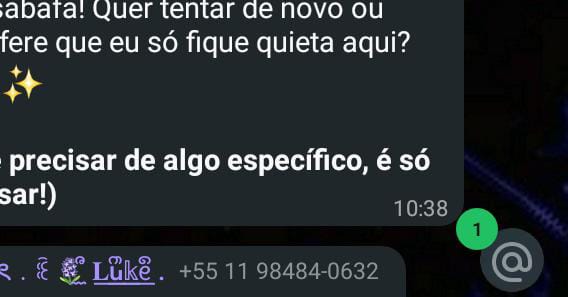 sabafa! Quer tentar de novo ou
fere que eu só fique quieta aqui?
✨
precisar de algo específico, é só
sar!)
10:38
1
@
Lûkê . +55 11 98484-0632